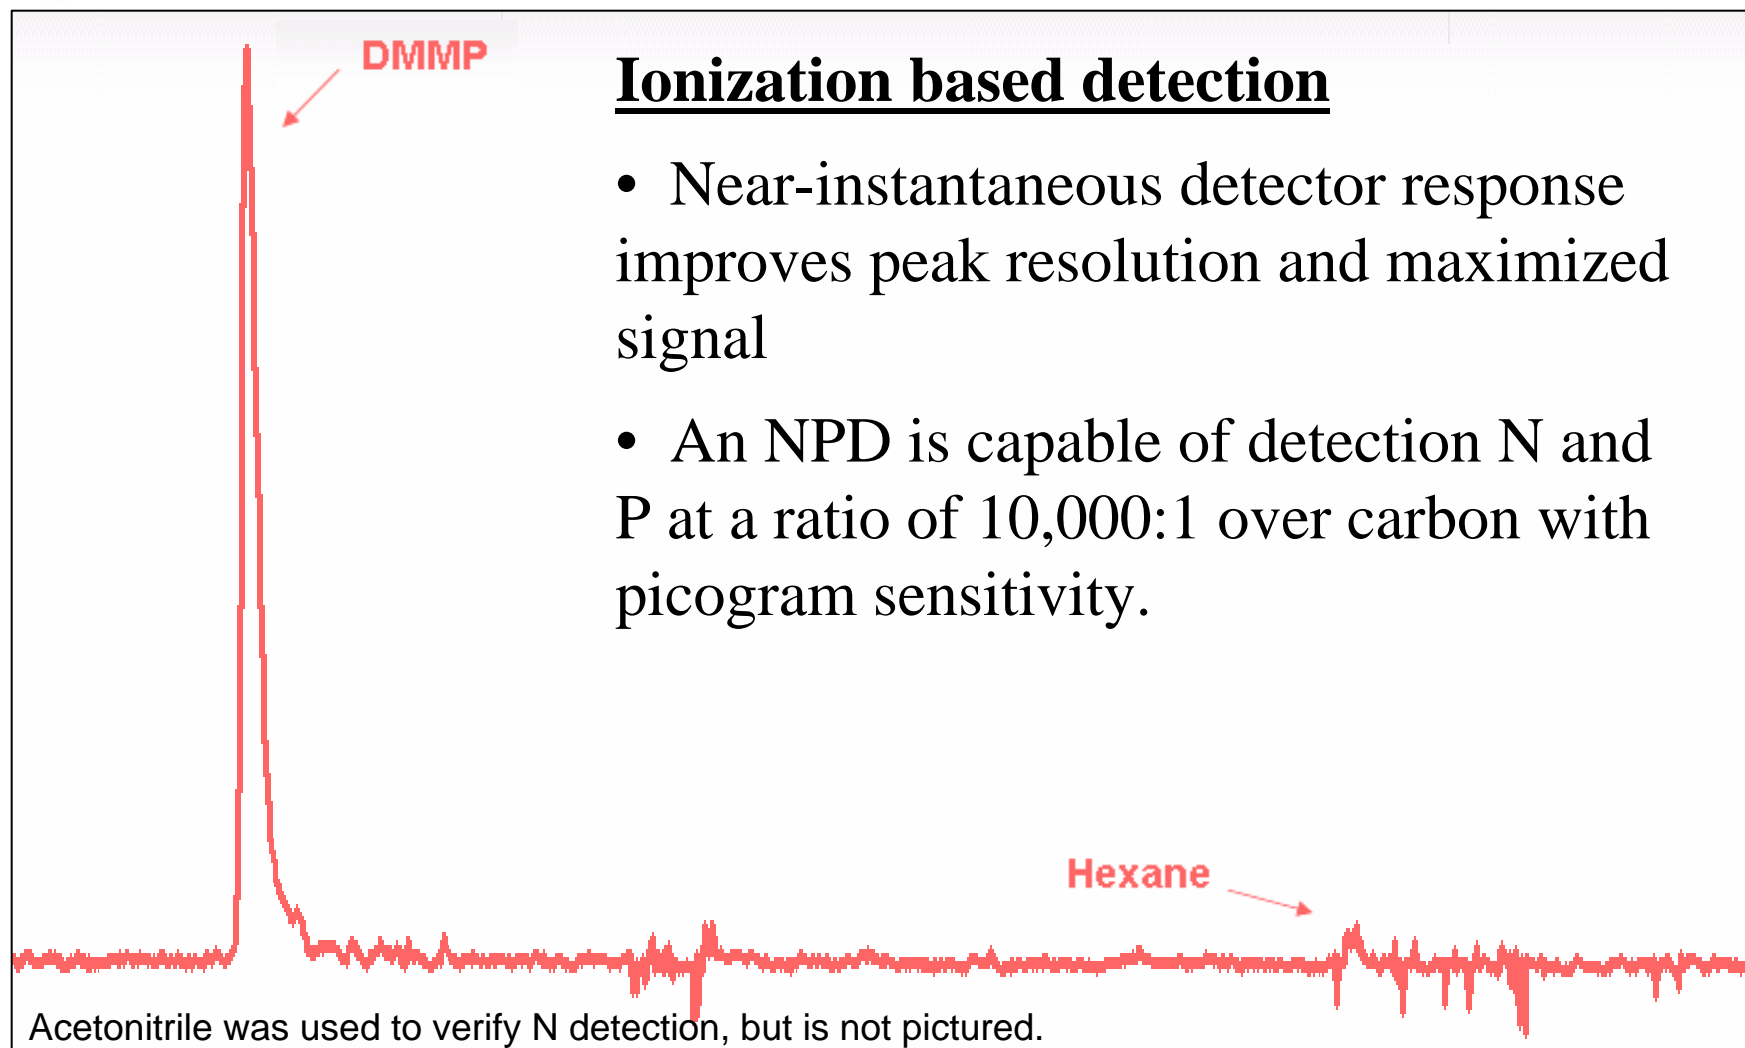 DMMP
Ionization based detection
• Near-instantaneous detector response
improves peak resolution and maximized
signal
• An NPD is capable of detection N and
P at a ratio of 10,000:1 over carbon with
picogram sensitivity.
Hexane
Acetonitrile was used to verify N detection, but is not pictured.